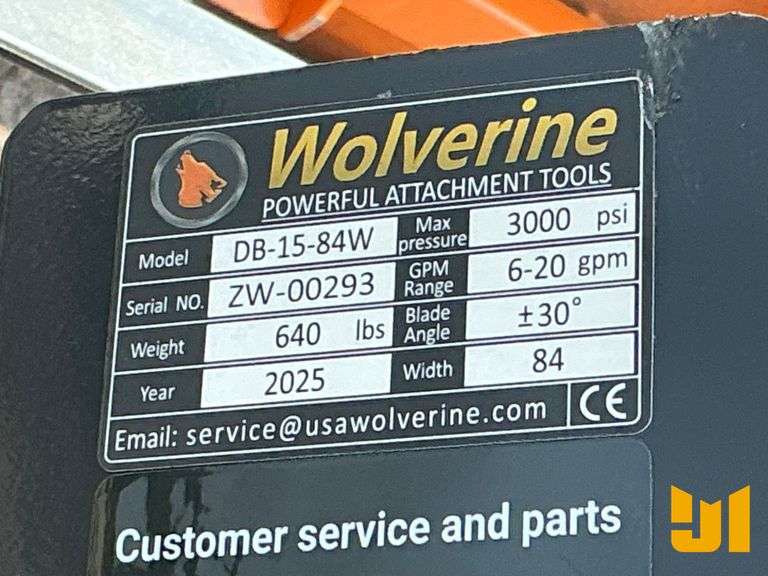 Wolverine
POWERFUL ATTACHMENT TOOLS
Model DB-15-84W Max pressure 3000 psi
Serial NO. ZW-00293 GPM Range 6-20 gpm
Weight 640 lbs Blade Angle ±30°
Year 2025 Width 84
Email: service@usawolverine.com CE
Customer service and parts